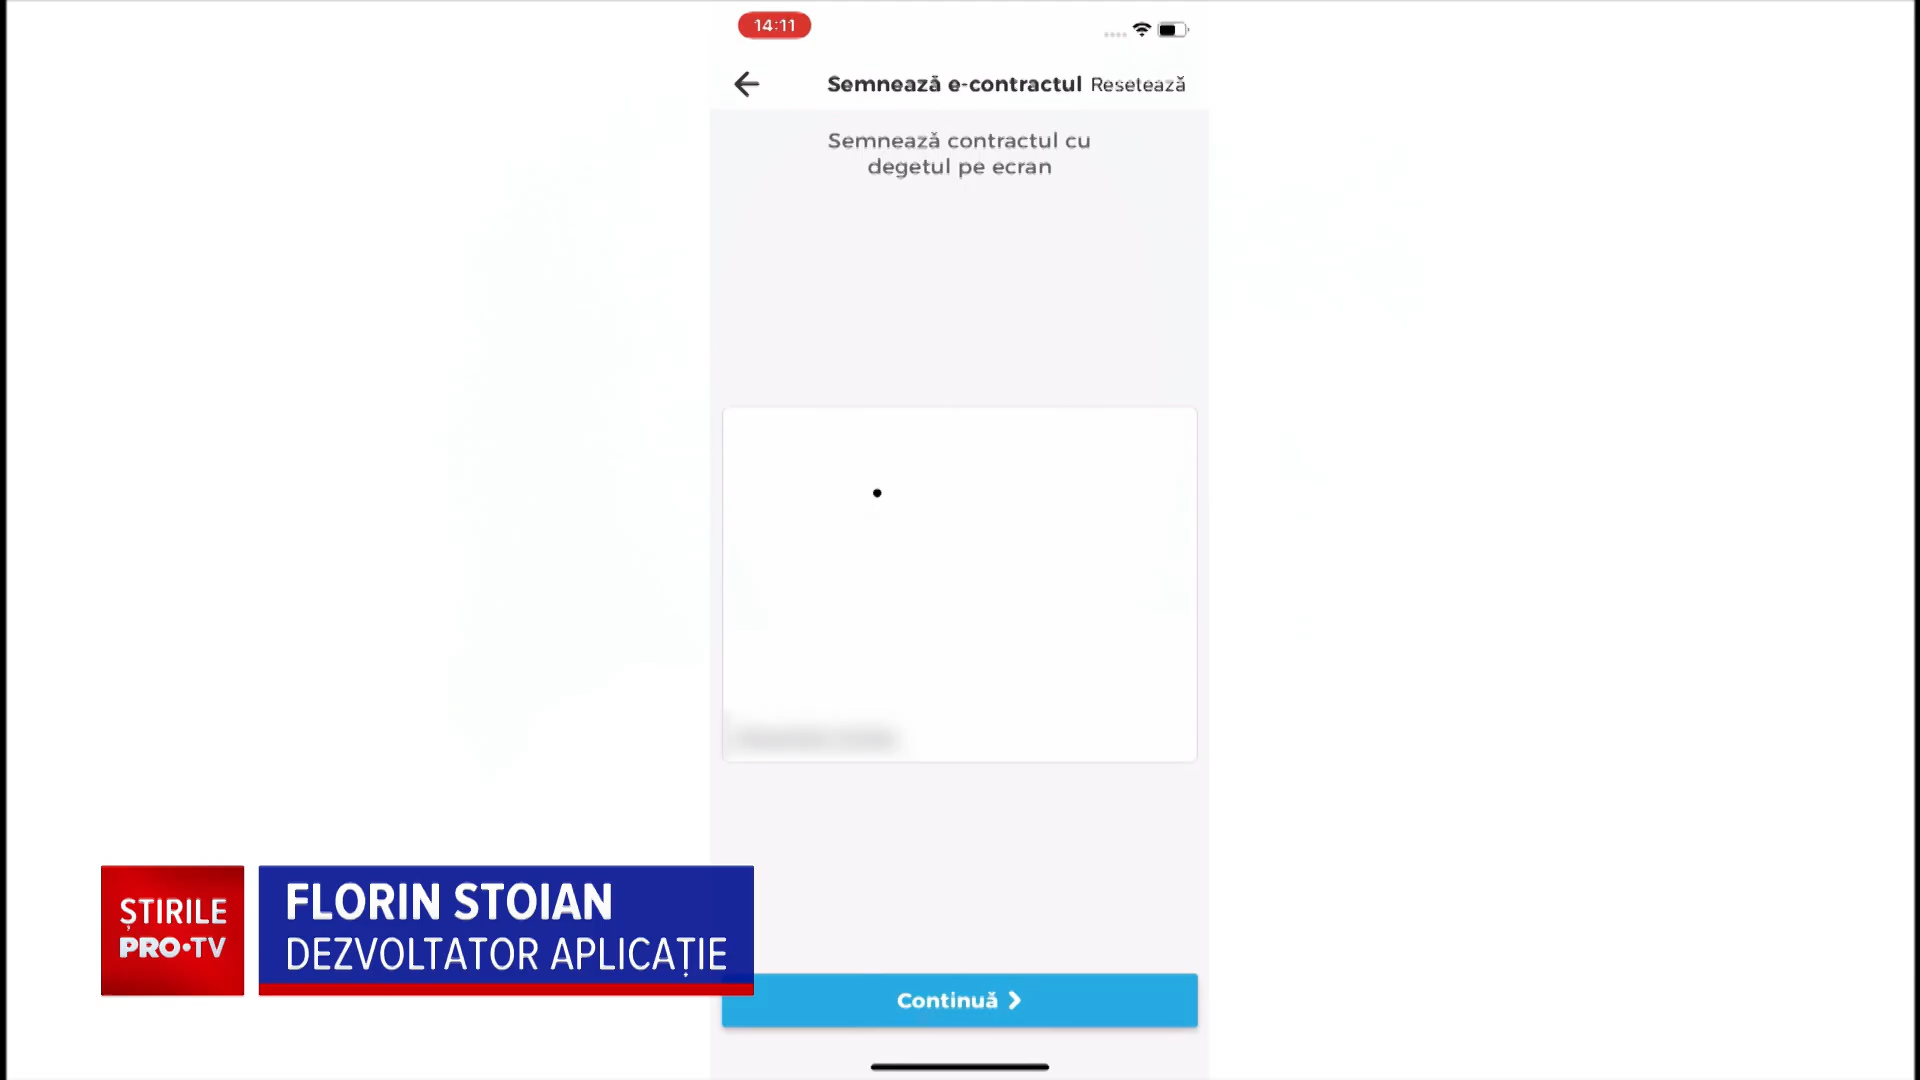 14:11
Semnează e-contractul Resetează
Semnează contractul cu
degetul pe ecran
ȘTIRILE
PRO•TV
FLORIN STOIAN
DEZVOLTATOR APLICAȚIE
Continuă